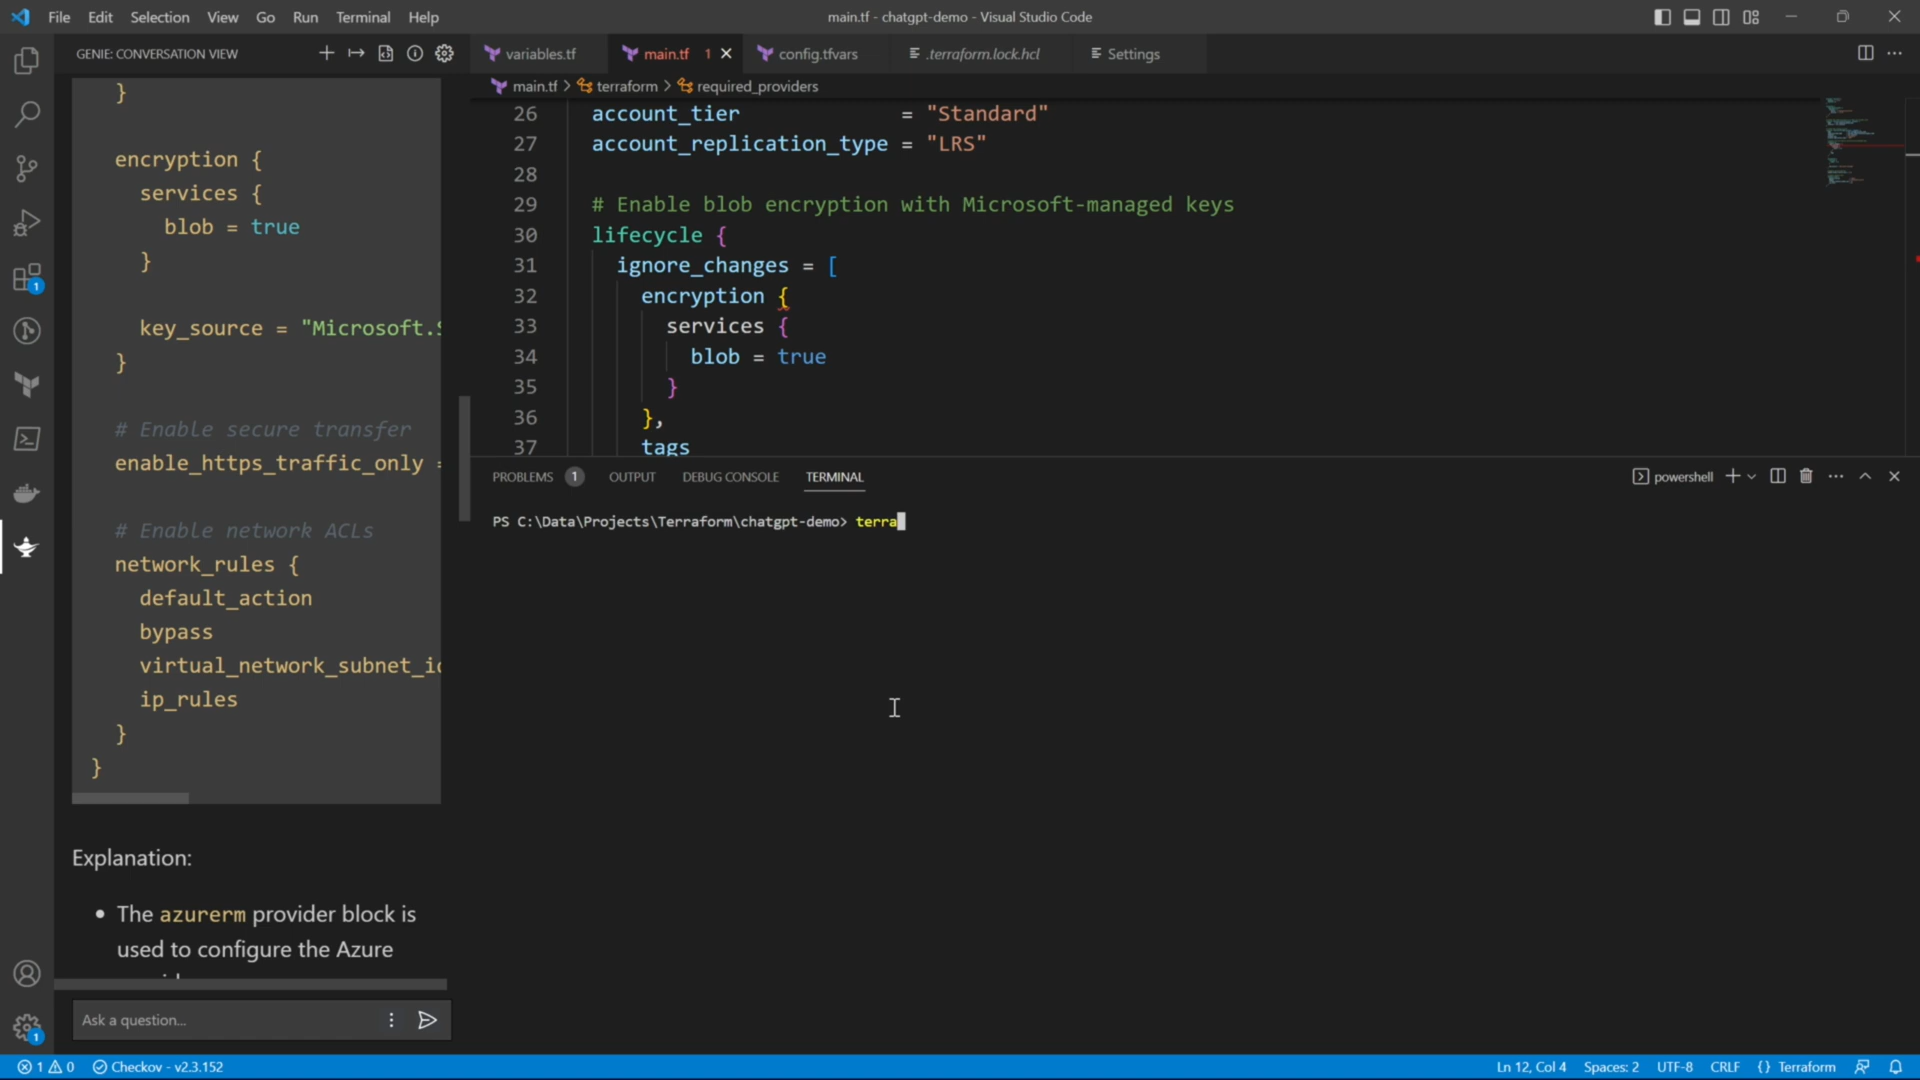 File Edit Selection View Go Run Terminal Help
main.tf - chatgpt-demo - Visual Studio Code
GENIE: CONVERSATION VIEW
variables.tf
main.tf 1
config.tfvars
.terraform.lock.hcl
Settings
main.tf > terraform > required_providers
}
encryption {
services {
blob = true
}
key_source = "Microsoft.S
}
# Enable secure transfer
enable_https_traffic_only =
# Enable network ACLs
network_rules {
default_action
bypass
virtual_network_subnet_id
ip_rules
}
}
Explanation:
• The azurerm provider block is
used to configure the Azure
Ask a question...
26 account_tier = "Standard"
27 account_replication_type = "LRS"
28
29 # Enable blob encryption with Microsoft-managed keys
30 lifecycle {
31 ignore_changes = [
32 encryption {
33 services {
34 blob = true
35 }
36 },
37 tags
PROBLEMS 1 OUTPUT DEBUG CONSOLE TERMINAL
powershell
PS C:\Data\Projects\Terraform\chatgpt-demo> terra
1
1
1 0 Checkov - v2.3.152
Ln 12, Col 4 Spaces: 2 UTF-8 CRLF {} Terraform